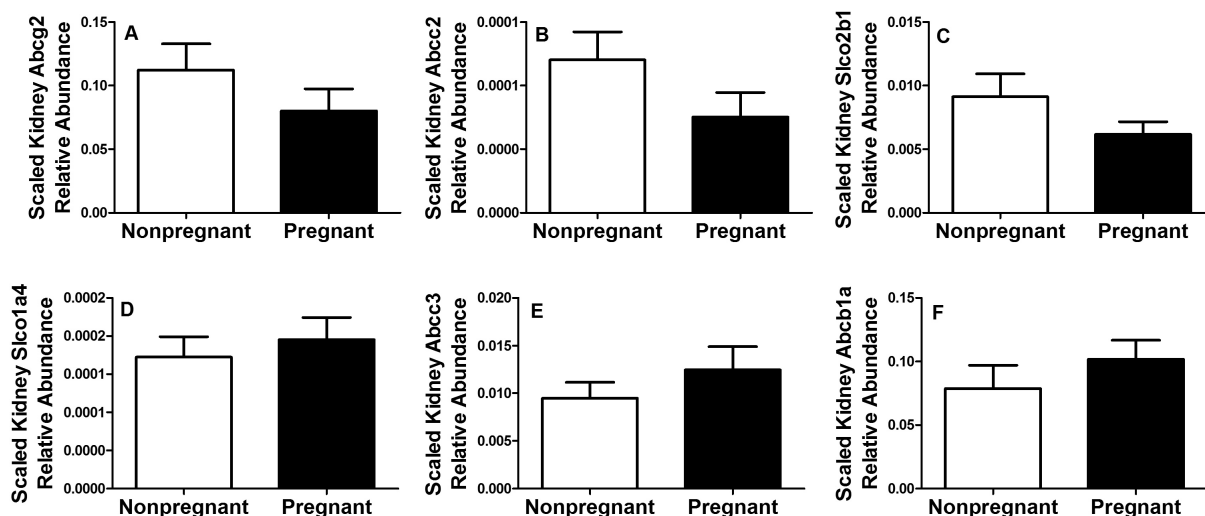 Scaled Kidney Abcg2
Relative Abundance
A
0.15
0.10
0.05
0.00
Nonpregnant
Pregnant
Scaled Kidney Abcc2
Relative Abundance
B
0.0001
0.0001
0.0000
0.0000
Nonpregnant
Pregnant
Scaled Kidney Slco2b1
Relative Abundance
C
0.015
0.010
0.005
0.000
Nonpregnant
Pregnant
Scaled Kidney Slco1a4
Relative Abundance
D
0.0002
0.0002
0.0001
0.0001
0.0000
0.0000
Nonpregnant
Pregnant
Scaled Kidney Abcc3
Relative Abundance
E
0.020
0.015
0.010
0.005
0.000
Nonpregnant
Pregnant
Scaled Kidney Abcb1a
Relative Abundance
F
0.15
0.10
0.05
0.00
Nonpregnant
Pregnant